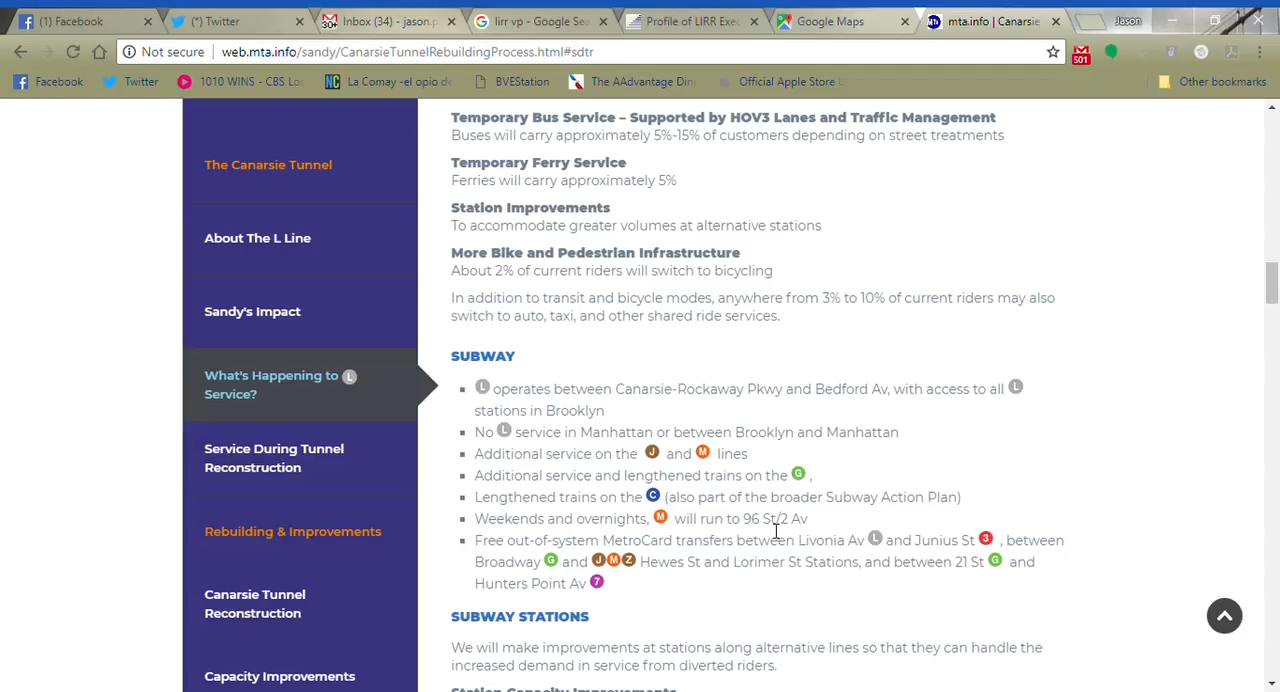 (1) Facebook
(*) Twitter
Inbox (34) - jason.p
lirr vp - Google Sea
Profile of LIRR Exec
Google Maps
mta.info | Canarsie
Jason
Not secure
web.mta.info/sandy/CanarsieTunnelRebuildingProcess.html#sdtr
501
Facebook
Twitter
1010 WINS - CBS Loc
La Comay -el opio de
BVEStation
The AAdvantage Din
Official Apple Store
Other bookmarks
The Canarsie Tunnel
About The L Line
Sandy's Impact
What's Happening to L
Service?
Service During Tunnel
Reconstruction
Rebuilding & Improvements
Canarsie Tunnel
Reconstruction
Capacity Improvements
Temporary Bus Service – Supported by HOV3 Lanes and Traffic Management
Buses will carry approximately 5%-15% of customers depending on street treatments
Temporary Ferry Service
Ferries will carry approximately 5%
Station Improvements
To accommodate greater volumes at alternative stations
More Bike and Pedestrian Infrastructure
About 2% of current riders will switch to bicycling
In addition to transit and bicycle modes, anywhere from 3% to 10% of current riders may also
switch to auto, taxi, and other shared ride services.
SUBWAY
L operates between Canarsie-Rockaway Pkwy and Bedford Av, with access to all L
stations in Brooklyn
No L service in Manhattan or between Brooklyn and Manhattan
Additional service on the J and M lines
Additional service and lengthened trains on the G ,
Lengthened trains on the C (also part of the broader Subway Action Plan)
Weekends and overnights, M will run to 96 St/2 Av
Free out-of-system MetroCard transfers between Livonia Av L and Junius St 3 , between
Broadway G and J M Z Hewes St and Lorimer St Stations, and between 21 St G and
Hunters Point Av 7
SUBWAY STATIONS
We will make improvements at stations along alternative lines so that they can handle the
increased demand in service from diverted riders.
Station Capacity Improvements